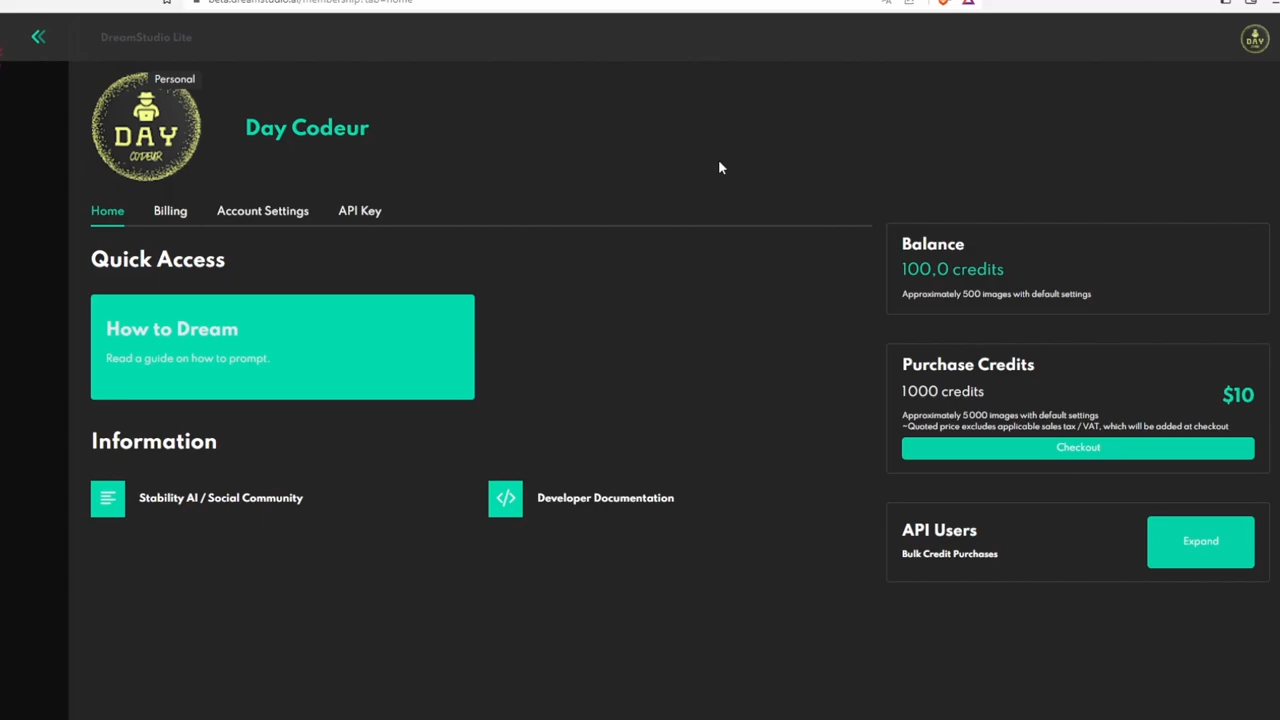 DreamStudio Lite
DAY
CODEUR
Personal
DAY
CODEUR
Day Codeur
Home
Billing
Account Settings
API Key
Quick Access
How to Dream
Read a guide on how to prompt.
Information
Stability AI / Social Community
Developer Documentation
Balance
100,0 credits
Approximately 500 images with default settings
Purchase Credits
1000 credits
$10
Approximately 5000 images with default settings
~Quoted price excludes applicable sales tax / VAT, which will be added at checkout
Checkout
API Users
Bulk Credit Purchases
Expand